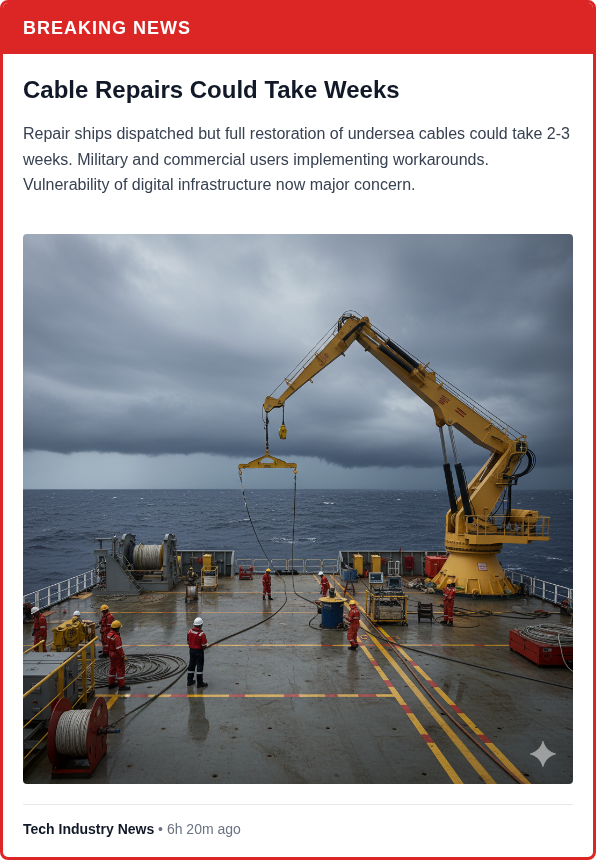 BREAKING NEWS
Cable Repairs Could Take Weeks
Repair ships dispatched but full restoration of undersea cables could take 2-3
weeks. Military and commercial users implementing workarounds.
Vulnerability of digital infrastructure now major concern.
Tech Industry News • 6h 20m ago